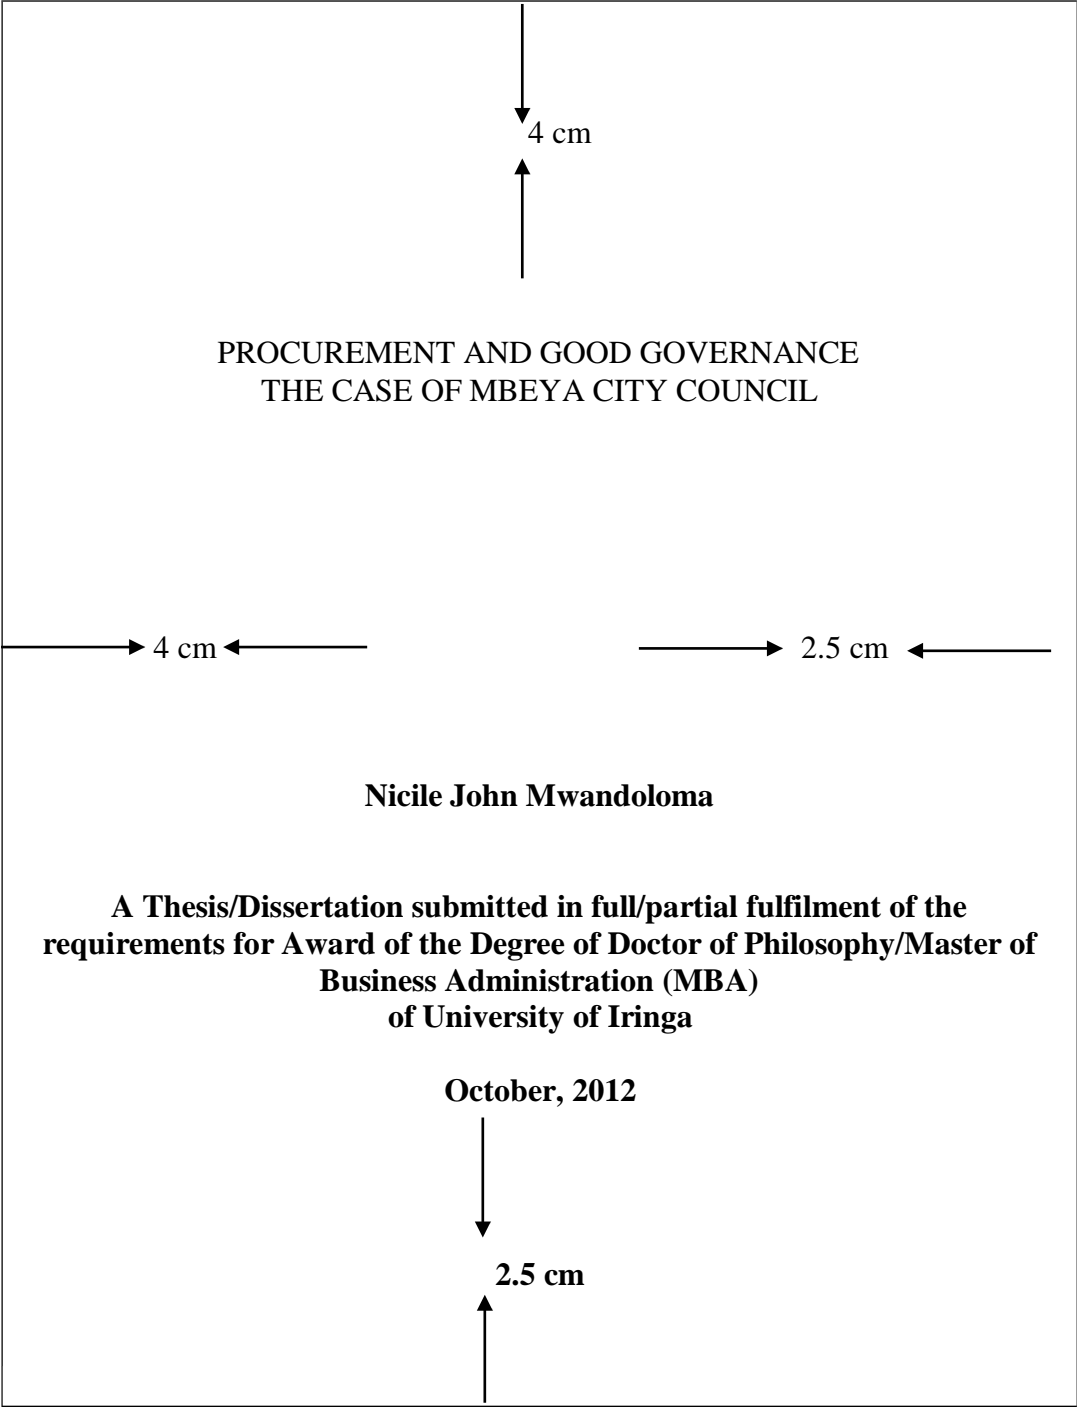 4 cm
PROCUREMENT AND GOOD GOVERNANCE
THE CASE OF MBEYA CITY COUNCIL
4 cm
2.5 cm
Nicile John Mwandoloma
A Thesis/Dissertation submitted in full/partial fulfilment of the
requirements for Award of the Degree of Doctor of Philosophy/Master of
Business Administration (MBA)
of University of Iringa
October, 2012
2.5 cm